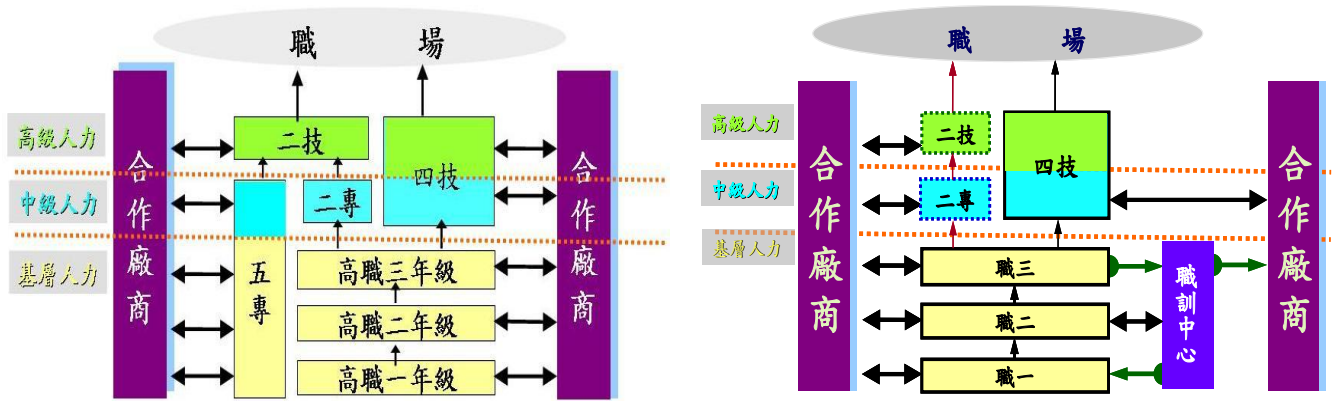 職 場
高級人力
中級人力
基層人力
合作廠商
二技
四技
二專
五專
高職三年級
高職二年級
高職一年級
合作廠商
職 場
高級人力
中級人力
基層人力
合作廠商
二技
四技
二專
職三
職二
職一
職訓中心
合作廠商